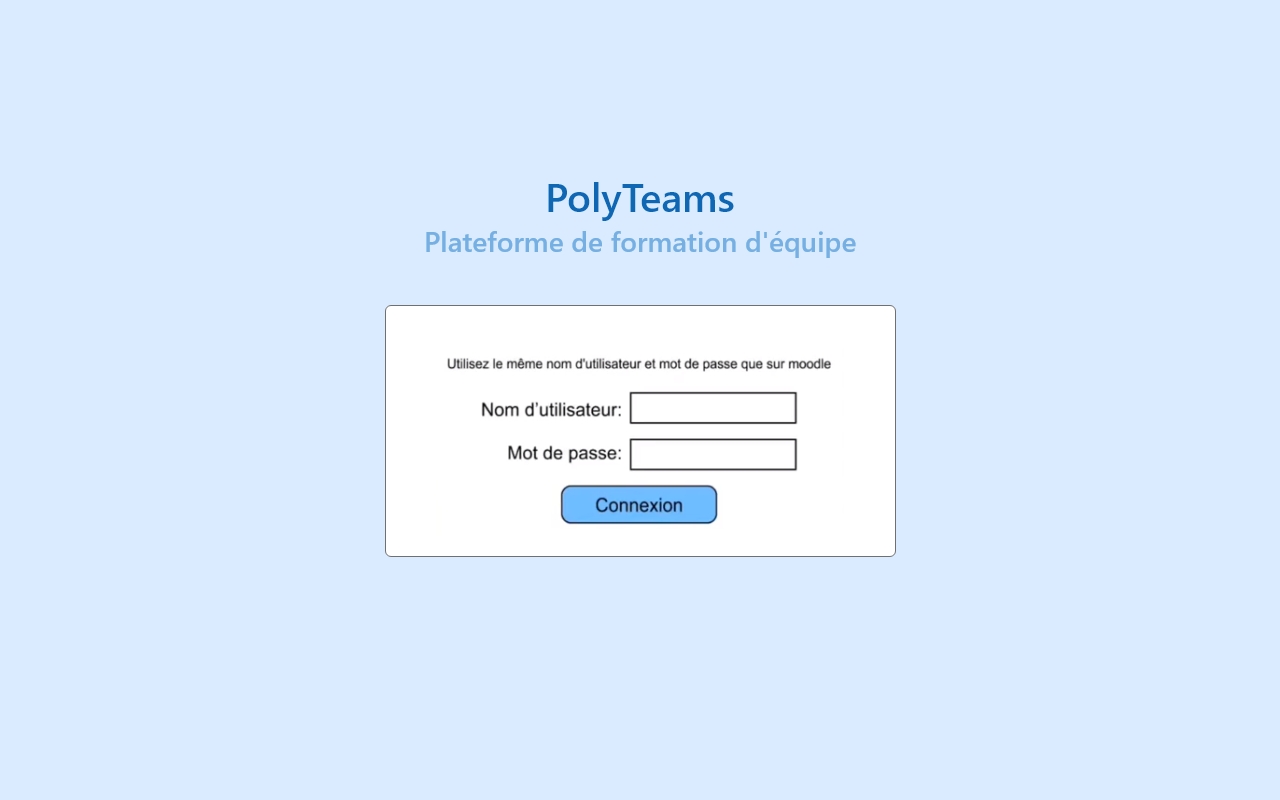 PolyTeams
Plateforme de formation d'équipe
Utilisez le même nom d'utilisateur et mot de passe que sur moodle
Nom d’utilisateur:
Mot de passe:
Connexion